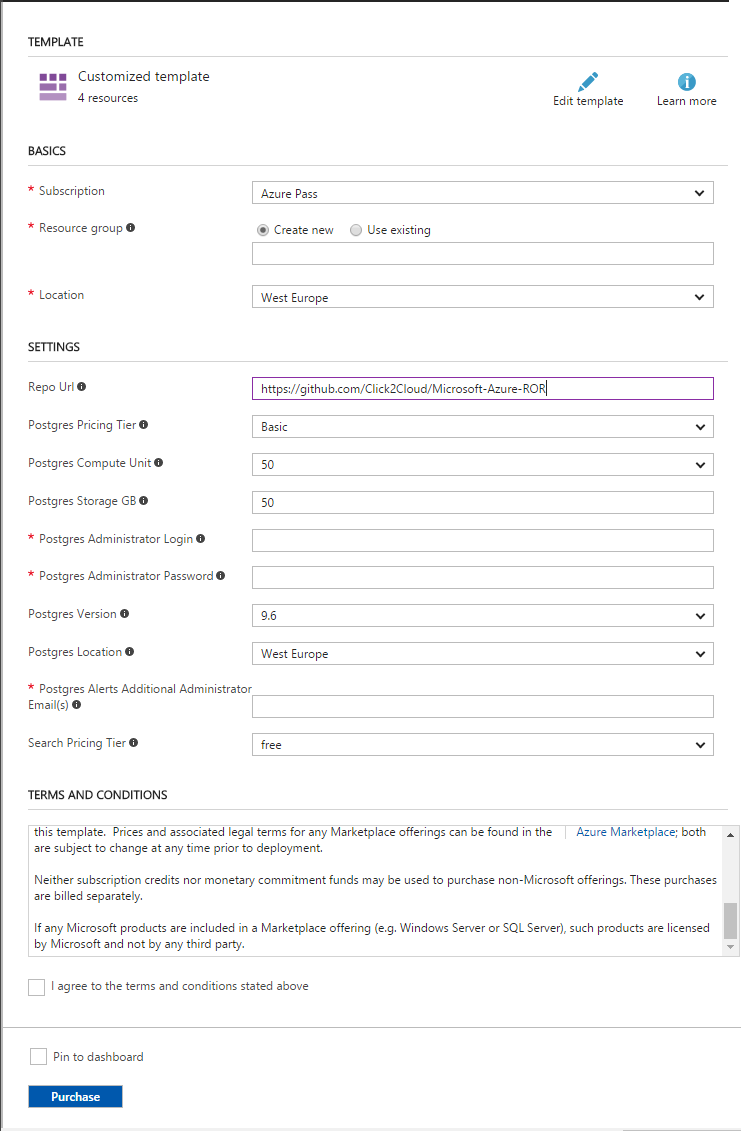 TEMPLATE
Customized template
4 resources
Edit template
Learn more
BASICS
* Subscription
Azure Pass
* Resource group
Create new
Use existing
* Location
West Europe
SETTINGS
Repo Url
https://github.com/Click2Cloud/Microsoft-Azure-ROR
Postgres Pricing Tier
Basic
Postgres Compute Unit
50
Postgres Storage GB
50
* Postgres Administrator Login
* Postgres Administrator Password
Postgres Version
9.6
Postgres Location
West Europe
* Postgres Alerts Additional Administrator
Email(s)
Search Pricing Tier
free
TERMS AND CONDITIONS
this template. Prices and associated legal terms for any Marketplace offerings can be found in the Azure Marketplace; both
are subject to change at any time prior to deployment.
Neither subscription credits nor monetary commitment funds may be used to purchase non-Microsoft offerings. These purchases
are billed separately.
If any Microsoft products are included in a Marketplace offering (e.g. Windows Server or SQL Server), such products are licensed
by Microsoft and not by any third party.
I agree to the terms and conditions stated above
Pin to dashboard
Purchase